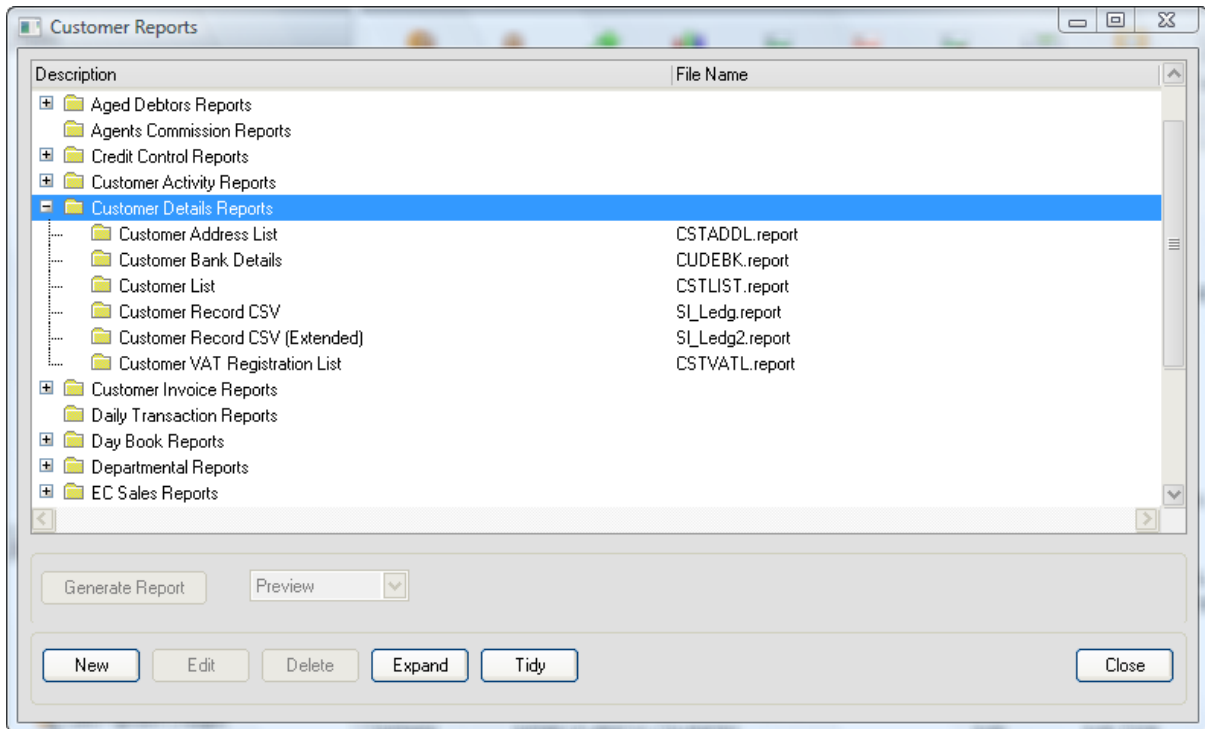 Customer Reports
Description File Name
Aged Debtors Reports
Agents Commission Reports
Credit Control Reports
Customer Activity Reports
Customer Details Reports
Customer Address List CSTADDL.report
Customer Bank Details CUDEBK.report
Customer List CSTLIST.report
Customer Record CSV SI_Ledg.report
Customer Record CSV (Extended) SI_Ledg2.report
Customer VAT Registration List CSTVATL.report
Customer Invoice Reports
Daily Transaction Reports
Day Book Reports
Departmental Reports
EC Sales Reports
Generate Report Preview
New Edit Delete Expand Tidy Close